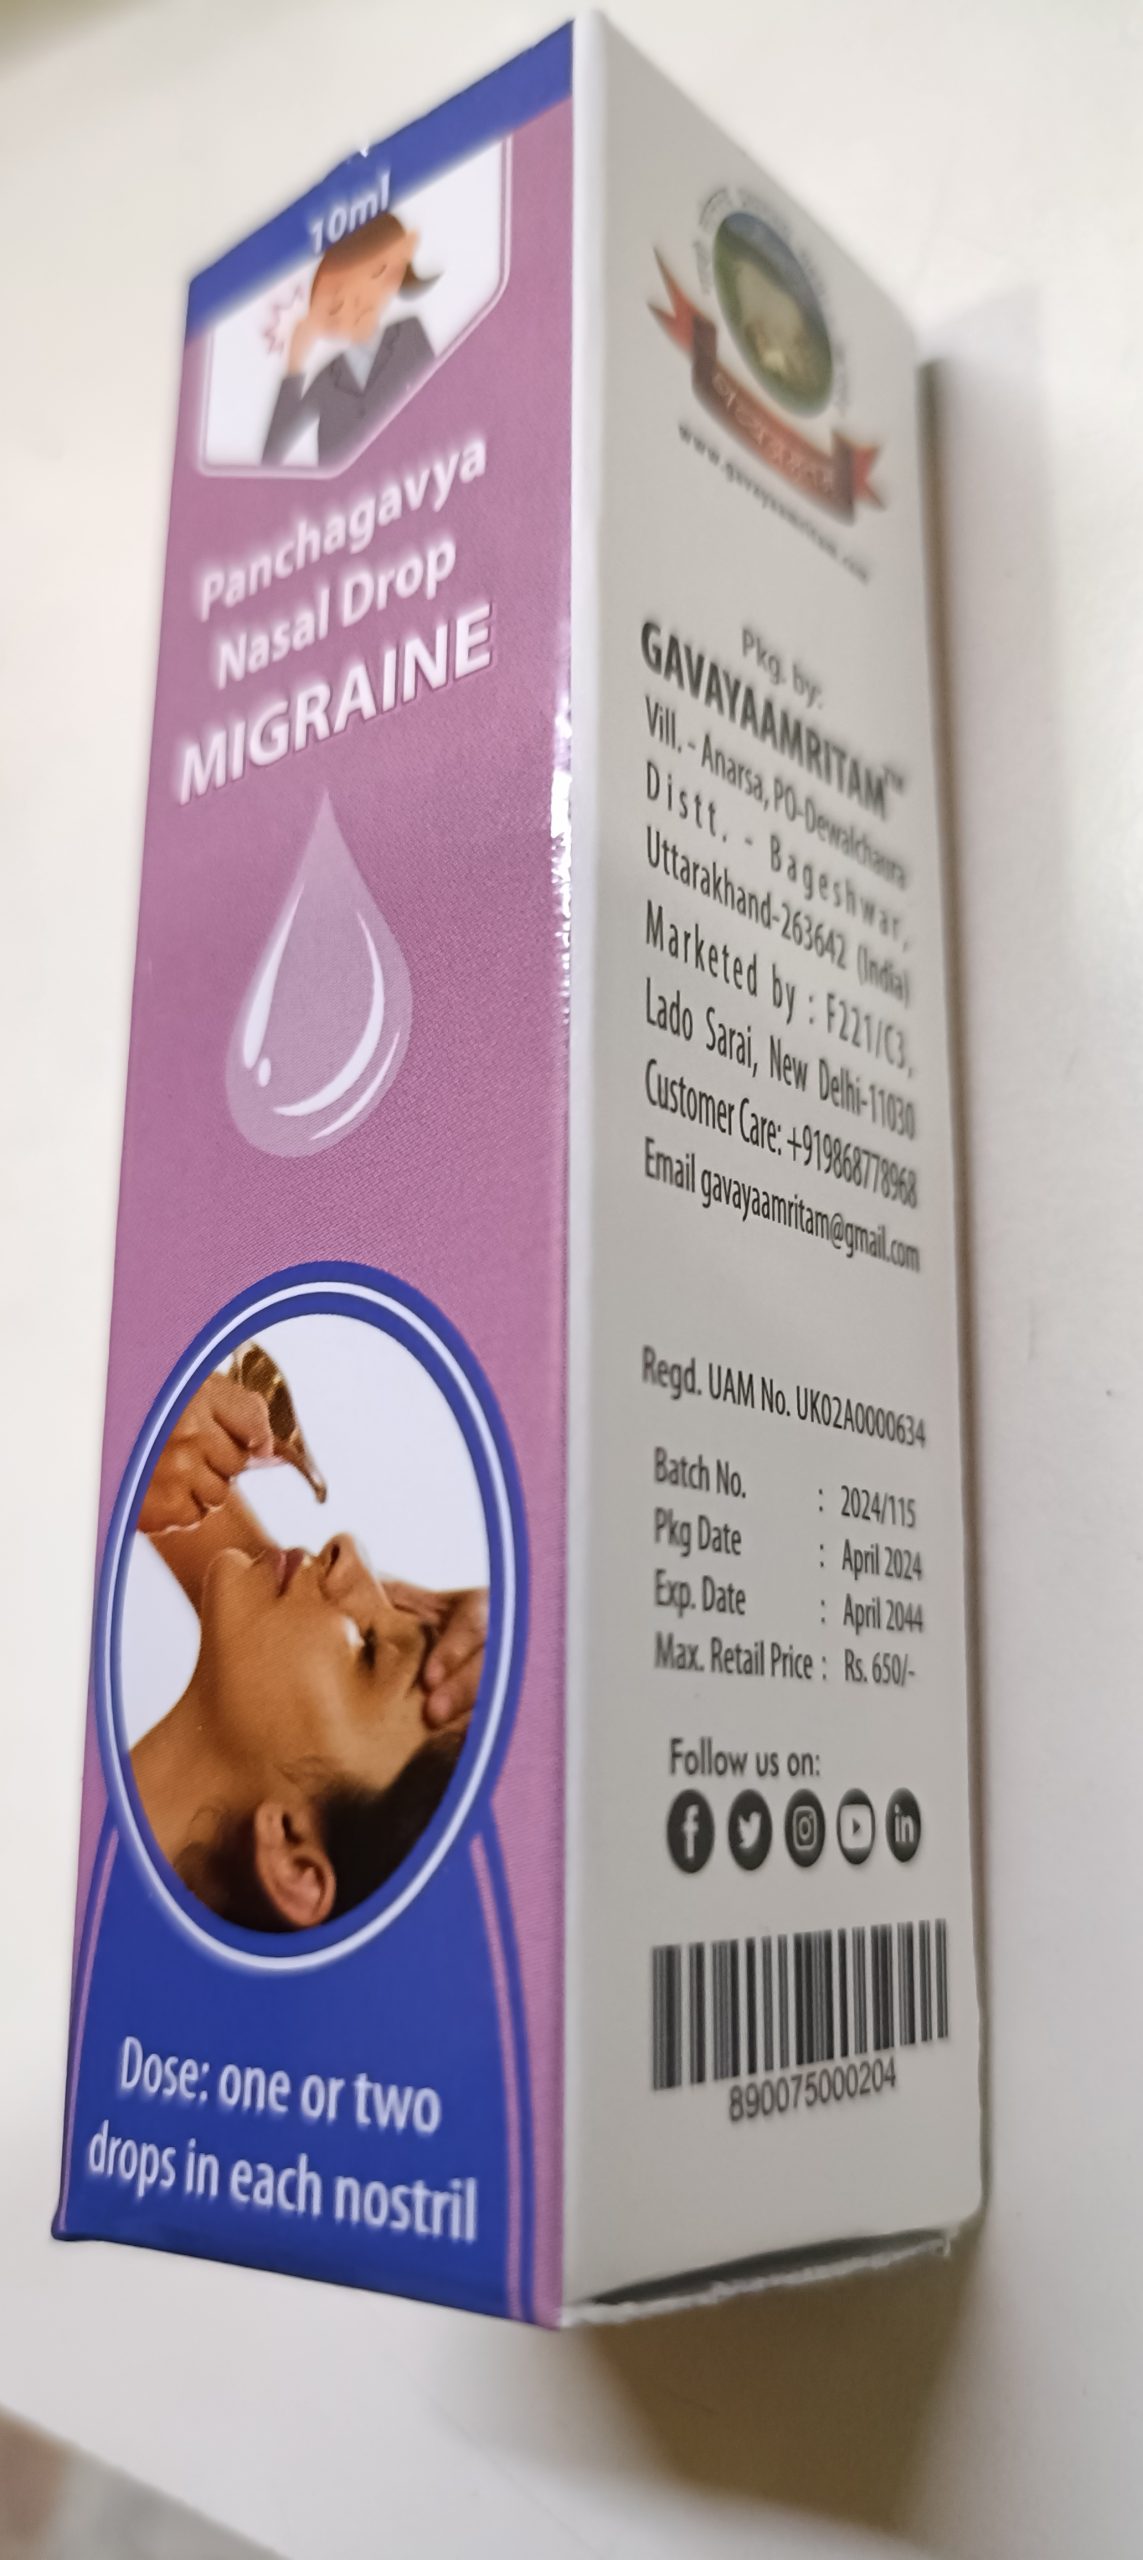 10ml
Panchagavya
Nasal Drop
MIGRAINE
Dose: one or two
drops in each nostril
www.gavayaamritam.com
Pkg. by:
GAVAYAAMRITAM™
Vill. - Anarsa, PO-Dewalchaura
Distt. - Bageshwar,
Uttarakhand-263642 (India)
Marketed by : F221/C3,
Lado Sarai, New Delhi-11030
Customer Care: +919868778968
Email gavayaamritam@gmail.com
Regd. UAM No. UK02A0000634
Batch No. : 2024/115
Pkg Date : April 2024
Exp. Date : April 2044
Max. Retail Price : Rs. 650/-
Follow us on:
890075000204